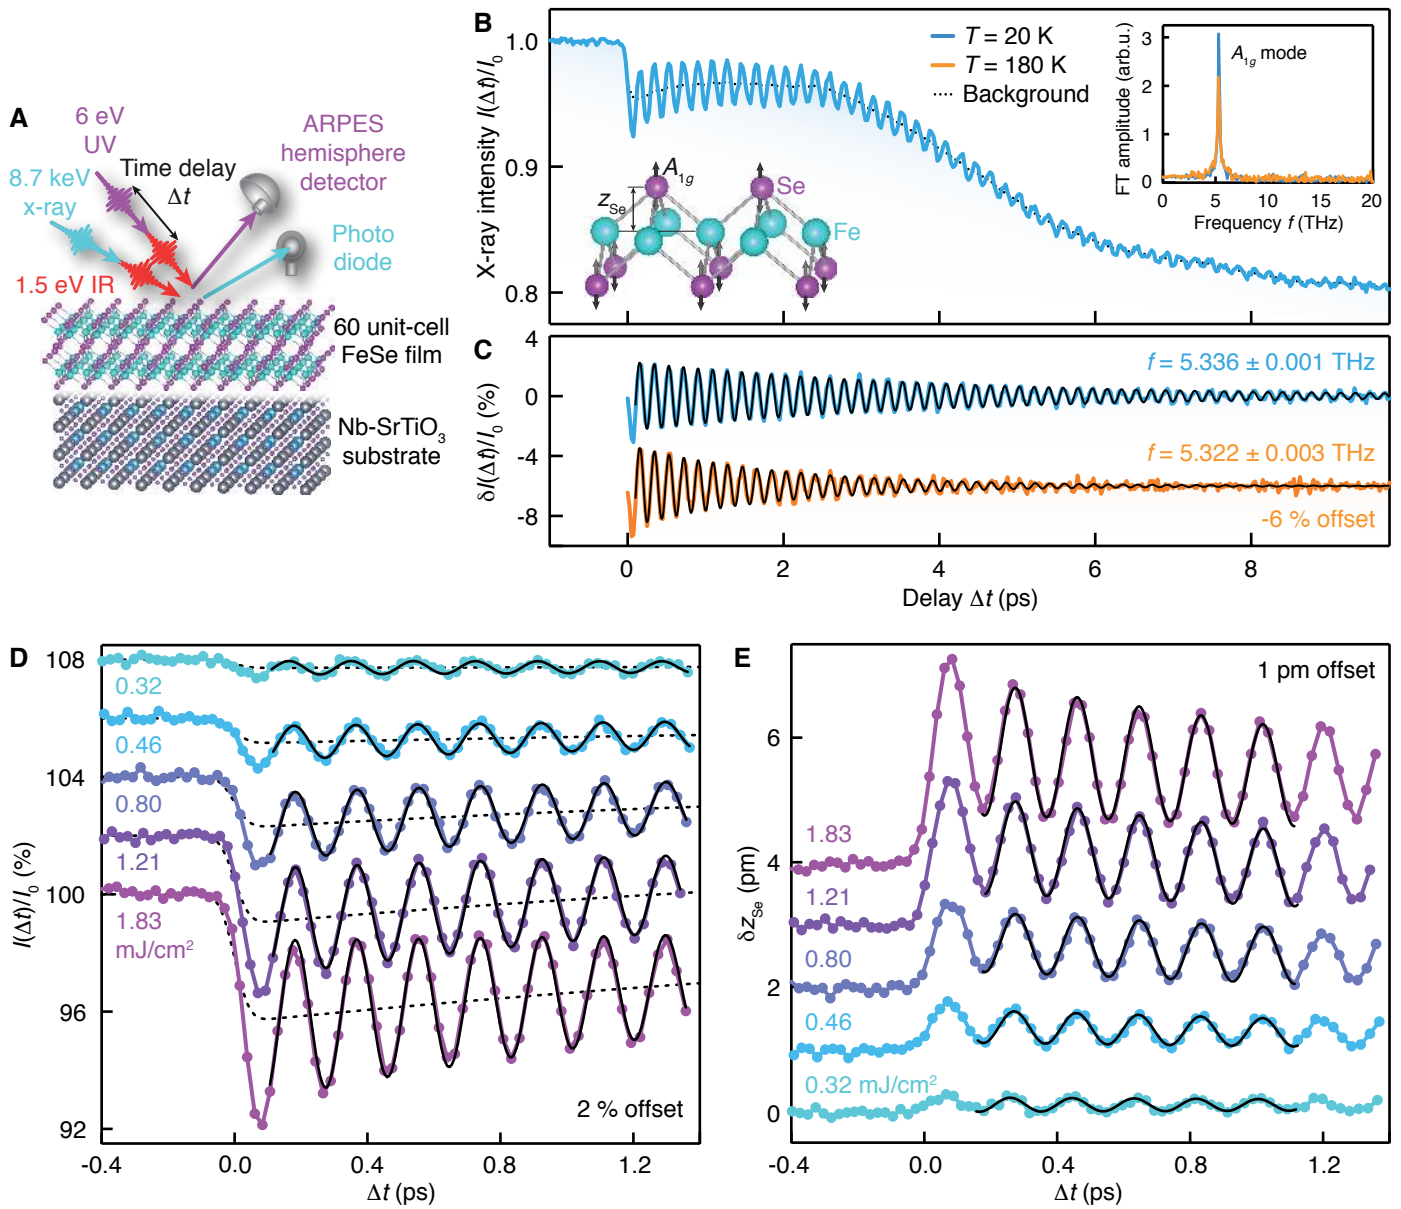 A
6 eV
UV
8.7 keV
x-ray
Time delay
Δt
1.5 eV IR
ARPES
hemisphere
detector
Photo
diode
60 unit-cell
FeSe film
Nb-SrTiO3
substrate
B
X-ray intensity I(Δt)/I0
1.0
0.9
0.8
T = 20 K
T = 180 K
Background
A1g
zSe
Se
Fe
FT amplitude (arb.u.)
3
2
1
0
A1g mode
0 5 10 15 20
Frequency f (THz)
C
δI(Δt)/I0 (%)
4
0
-4
-8
f = 5.336 ± 0.001 THz
f = 5.322 ± 0.003 THz
-6 % offset
0 2 4 6 8
Delay Δt (ps)
D
I(Δt)/I0 (%)
108
104
100
96
92
0.32
0.46
0.80
1.21
1.83
mJ/cm2
2 % offset
-0.4 0.0 0.4 0.8 1.2
Δt (ps)
E
1 pm offset
δzSe (pm)
6
4
2
0
1.83
1.21
0.80
0.46
0.32 mJ/cm2
-0.4 0.0 0.4 0.8 1.2
Δt (ps)